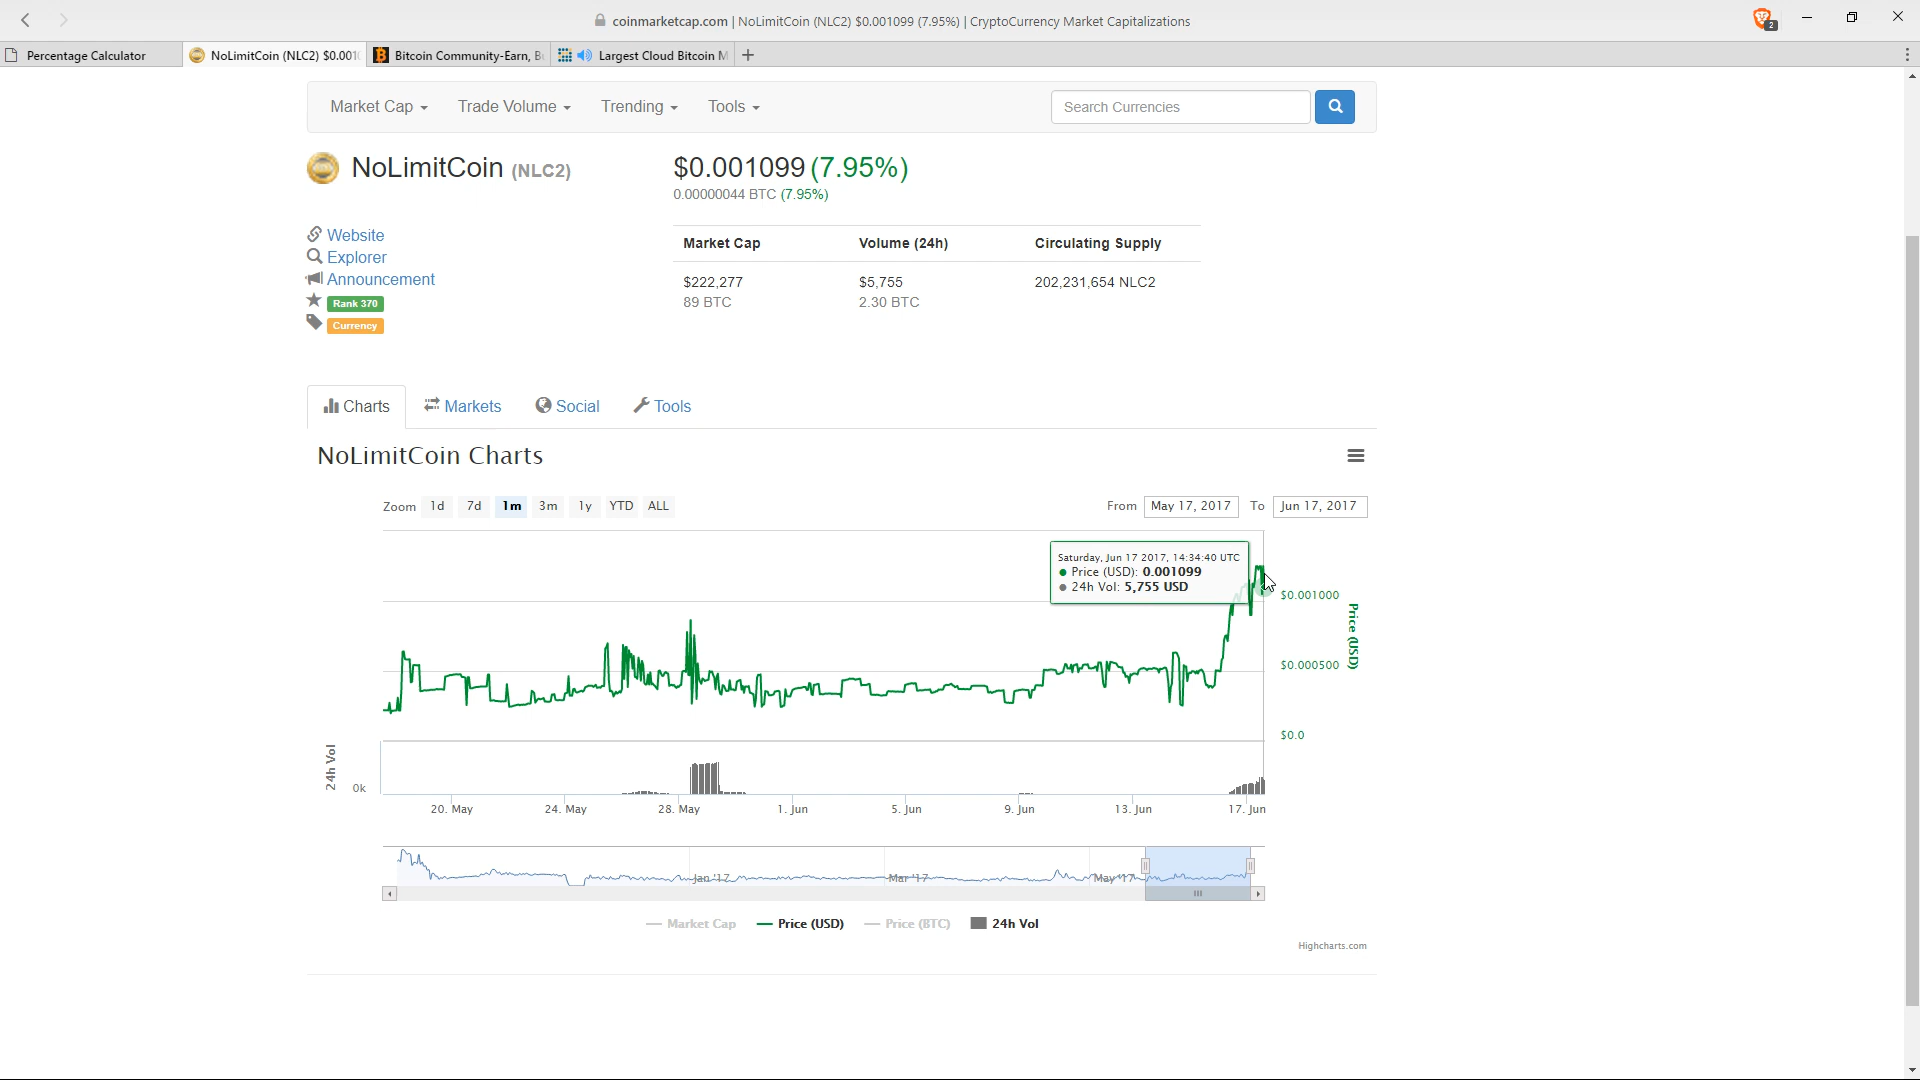 coinmarketcap.com | NoLimitCoin (NLC2) $0.001099 (7.95%) | CryptoCurrency Market Capitalizations
2
Percentage Calculator
NoLimitCoin (NLC2) $0.001
Bitcoin Community-Earn, B
Largest Cloud Bitcoin M
Market Cap
Trade Volume
Trending
Tools
Search Currencies
NoLimitCoin (NLC2)
$0.001099 (7.95%)
0.00000044 BTC (7.95%)
Website
Explorer
Announcement
Rank 370
Currency
Market Cap Volume (24h) Circulating Supply
$222,277 $5,755 202,231,654 NLC2
89 BTC 2.30 BTC
Charts
Markets
Social
Tools
NoLimitCoin Charts
Zoom 1d 7d 1m 3m 1y YTD ALL
From May 17, 2017 To Jun 17, 2017
Saturday, Jun 17 2017, 14:34:40 UTC
Price (USD): 0.001099
24h Vol: 5,755 USD
$0.001000
$0.000500
$0.0
Price (USD)
24h Vol
0k
20. May 24. May 28. May 1. Jun 5. Jun 9. Jun 13. Jun 17. Jun
Jan '17 Mar '17 May '17
Market Cap Price (USD) Price (BTC) 24h Vol
Highcharts.com